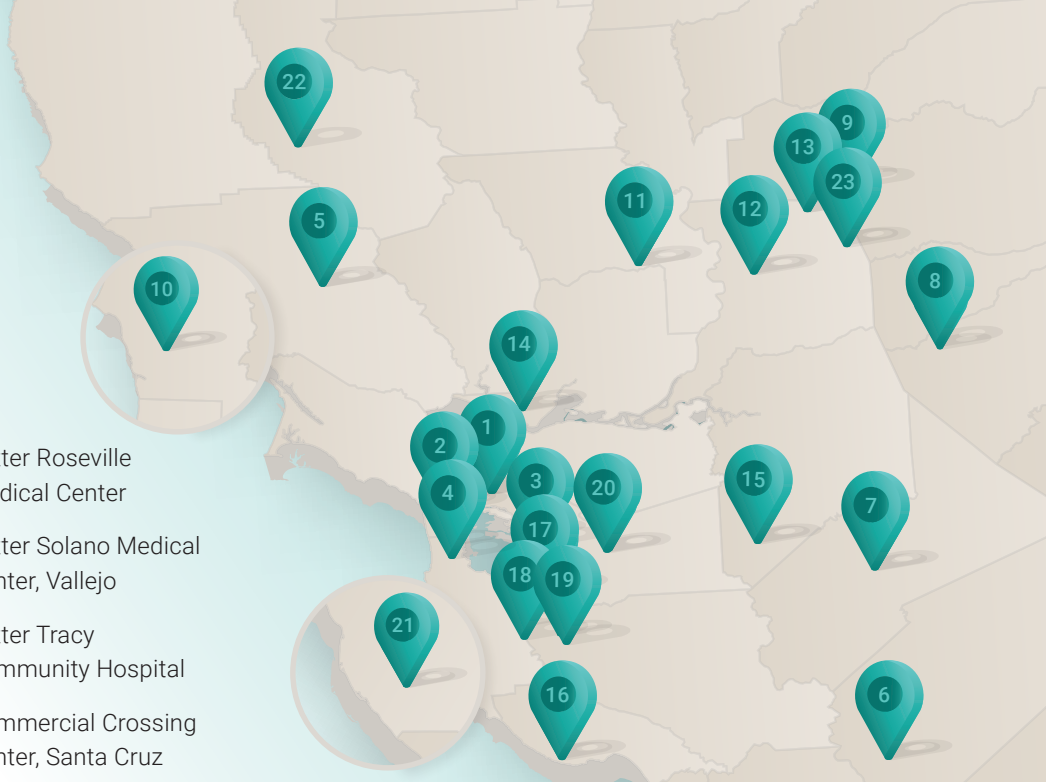 22
9
13
23
11
12
5
8
10
14
1
2
3
4
20
15
7
17
18
19
21
16
6
ter Roseville
dical Center
ter Solano Medical
nter, Vallejo
ter Tracy
mmunity Hospital
mmercial Crossing
nter, Santa Cruz